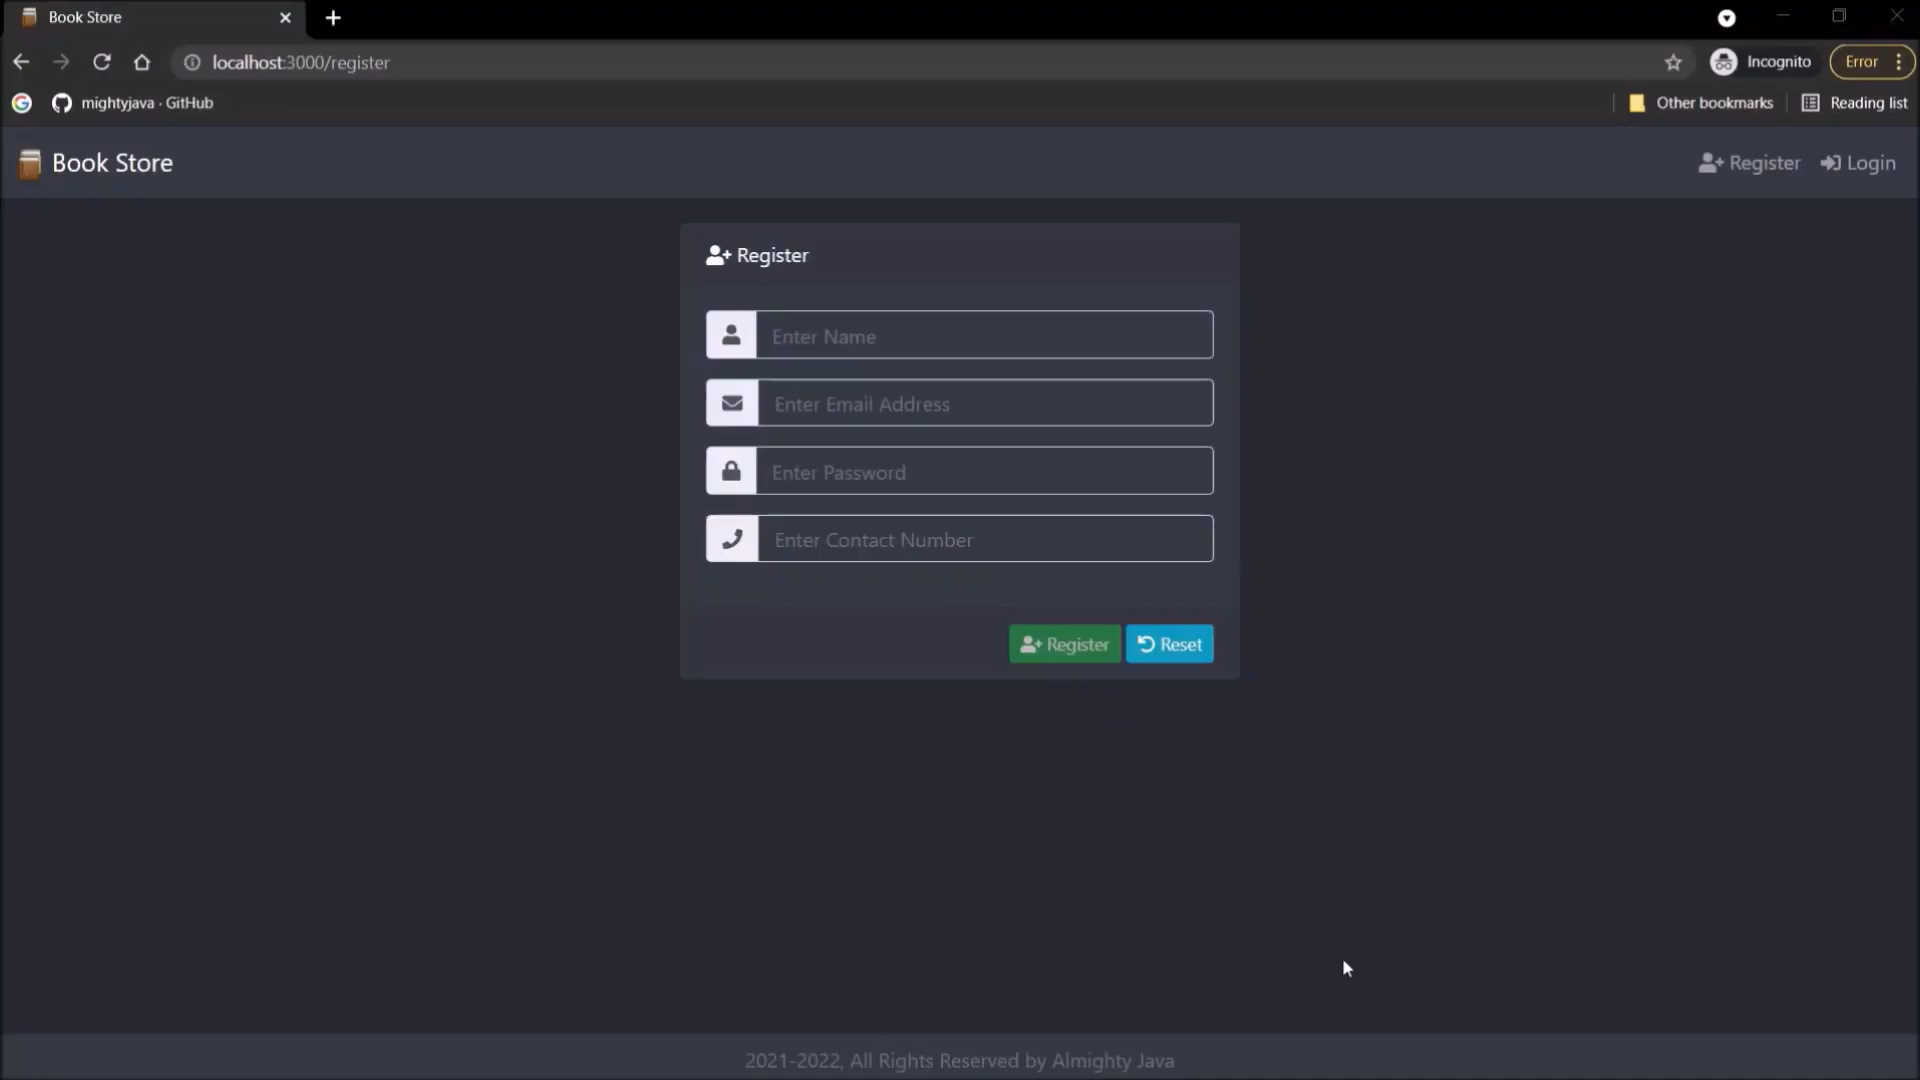 Book Store
localhost:3000/register
Incognito
Error
mightyjava · GitHub
Other bookmarks
Reading list
Book Store
Register
Login
Register
Enter Name
Enter Email Address
Enter Password
Enter Contact Number
Register
Reset
2021-2022, All Rights Reserved by Almighty Java